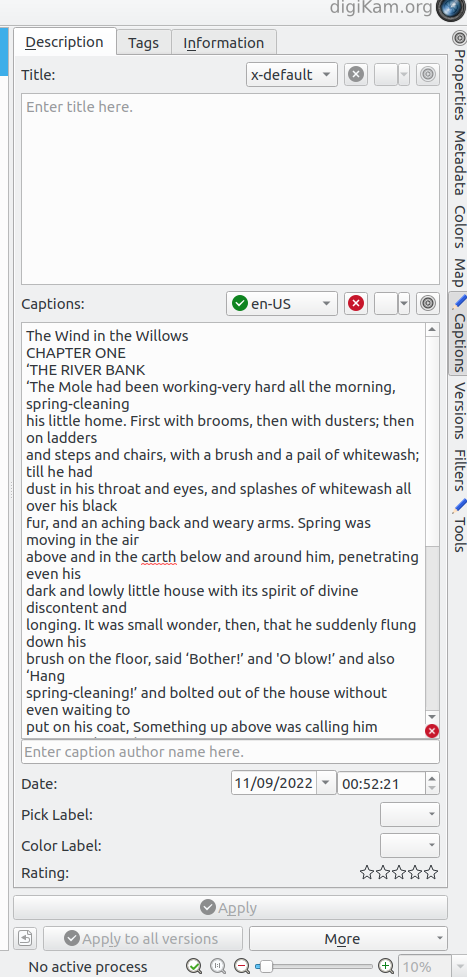 digiKam.org
Description
Tags
Information
Title:
x-default
Enter title here.
Captions:
en-US
The Wind in the Willows
CHAPTER ONE
‘THE RIVER BANK
‘The Mole had been working-very hard all the morning,
spring-cleaning
his little home. First with brooms, then with dusters; then
on ladders
and steps and chairs, with a brush and a pail of whitewash;
till he had
dust in his throat and eyes, and splashes of whitewash all
over his black
fur, and an aching back and weary arms. Spring was
moving in the air
above and in the carth below and around him, penetrating
even his
dark and lowly little house with its spirit of divine
discontent and
longing. It was small wonder, then, that he suddenly flung
down his
brush on the floor, said ‘Bother!’ and 'O blow!’ and also
‘Hang
spring-cleaning!’ and bolted out of the house without
even waiting to
put on his coat, Something up above was calling him
Enter caption author name here.
Date:
11/09/2022
00:52:21
Pick Label:
Color Label:
Rating:
Apply
Apply to all versions
More
No active process
10%
Properties
Metadata
Colors
Map
Captions
Versions
Filters
Tools